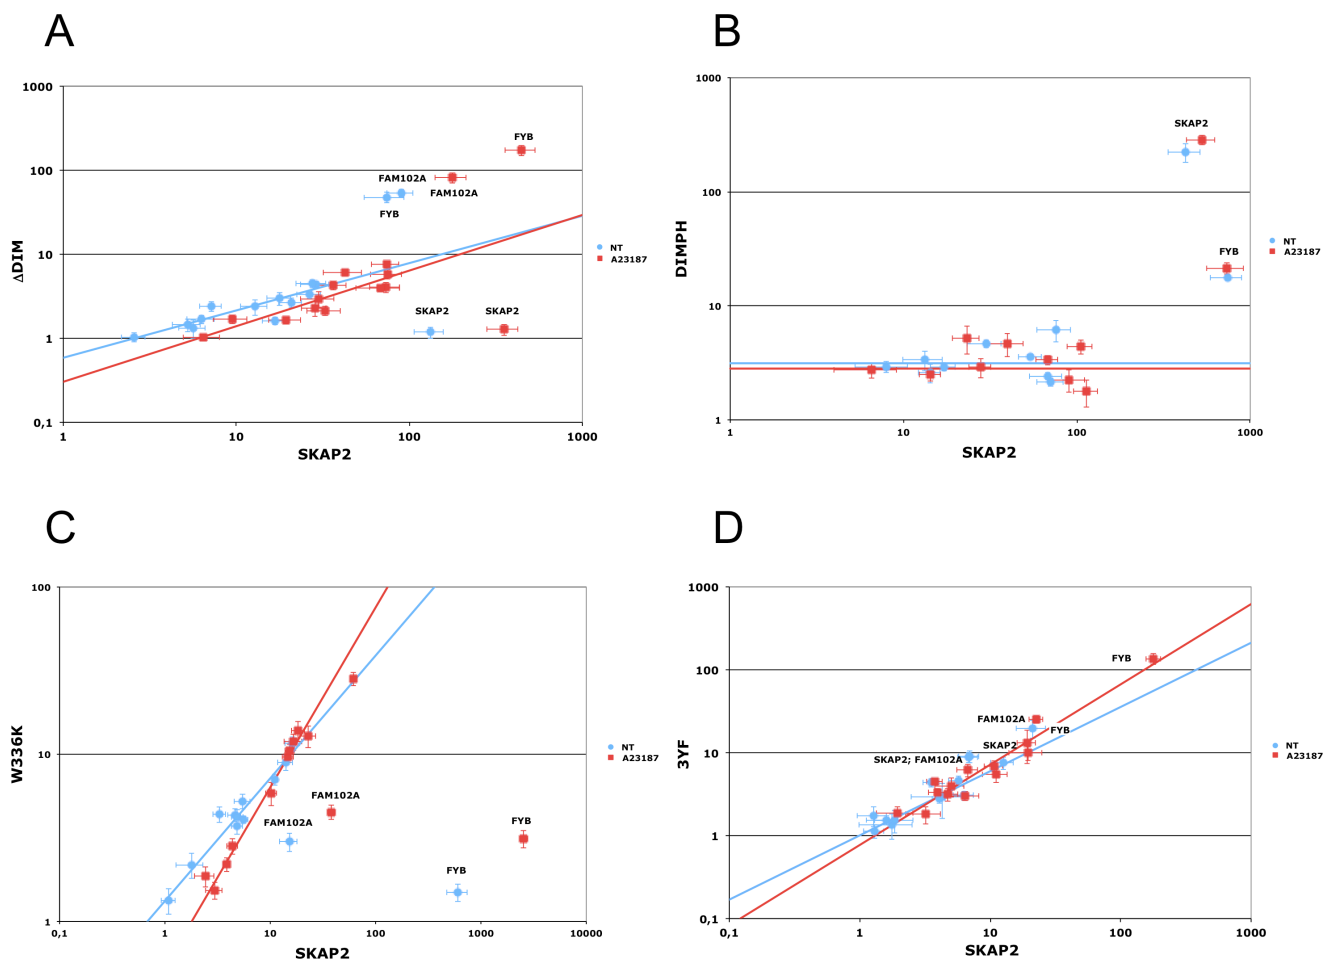 A
1000
100
10
1
0,1
1
10
100
1000
ΔDIM
SKAP2
FYB
FAM102A
FAM102A
FYB
SKAP2
SKAP2
NT
A23187
B
1000
100
10
1
1
10
100
1000
DIMPH
SKAP2
SKAP2
FYB
NT
A23187
C
100
10
1
0,1
1
10
100
1000
10000
W336K
SKAP2
FAM102A
FAM102A
FYB
FYB
NT
A23187
D
1000
100
10
1
0,1
0,1
1
10
100
1000
3YF
SKAP2
FYB
FAM102A
FYB
SKAP2
SKAP2; FAM102A
NT
A23187